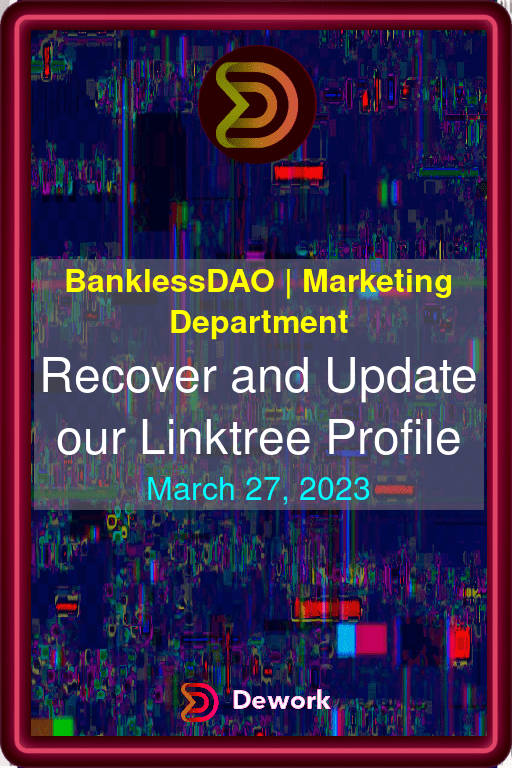 BanklessDAO | Marketing
Department
Recover and Update
our Linktree Profile
March 27, 2023
Dework